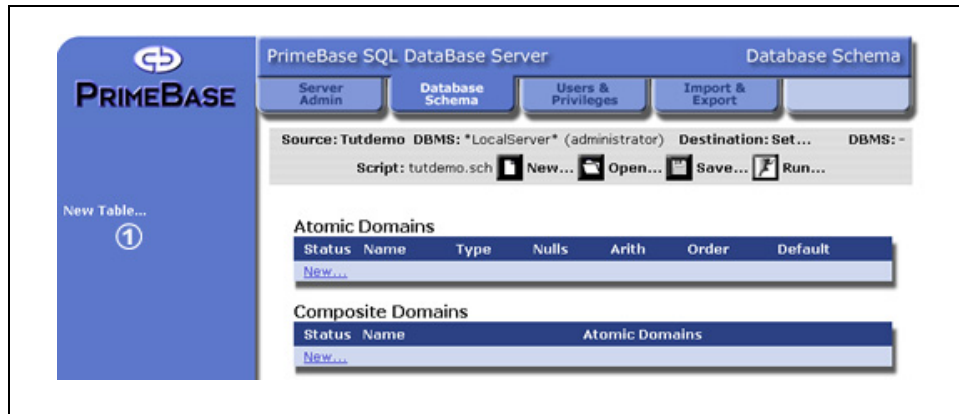 PRIMEBASE
PrimeBase SQL DataBase Server Database Schema
Server Admin
Database Schema
Users & Privileges
Import & Export
Source: Tutdemo DBMS: *LocalServer* (administrator) Destination: Set... DBMS: -
Script: tutdemo.sch New... Open... Save... Run...
New Table...
①
Atomic Domains
Status Name Type Nulls Arith Order Default
New...
Composite Domains
Status Name Atomic Domains
New...